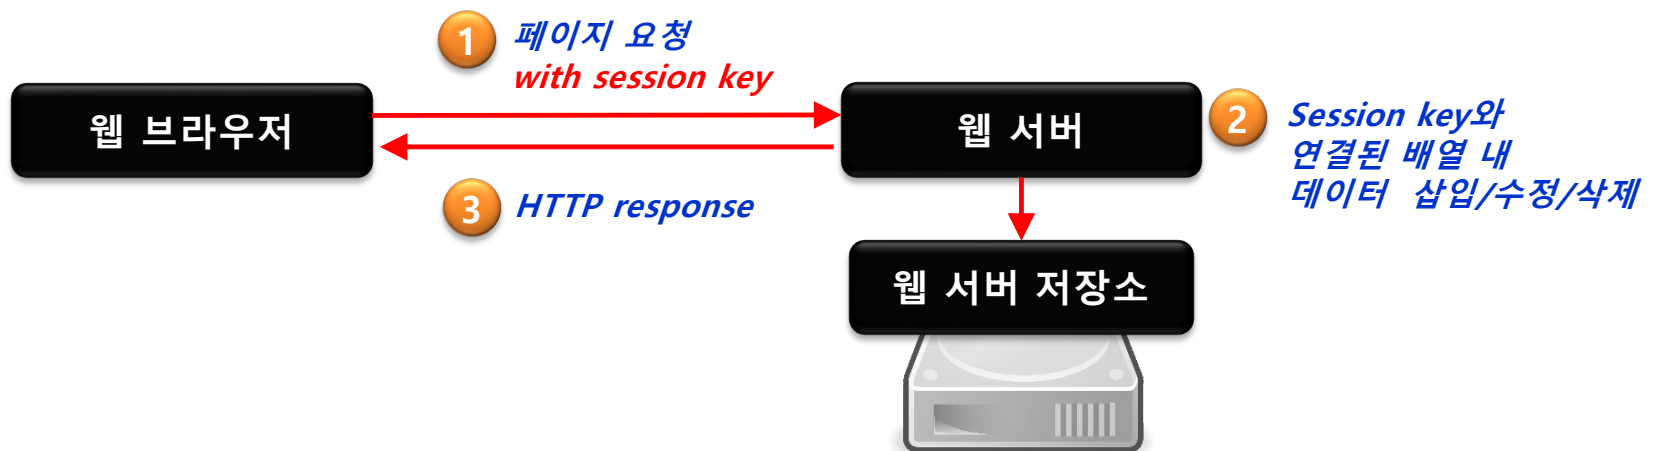 1
페이지 요청
with session key
웹 브라우저
웹 서버
2
Session key와
연결된 배열 내
데이터 삽입/수정/삭제
3
HTTP response
웹 서버 저장소